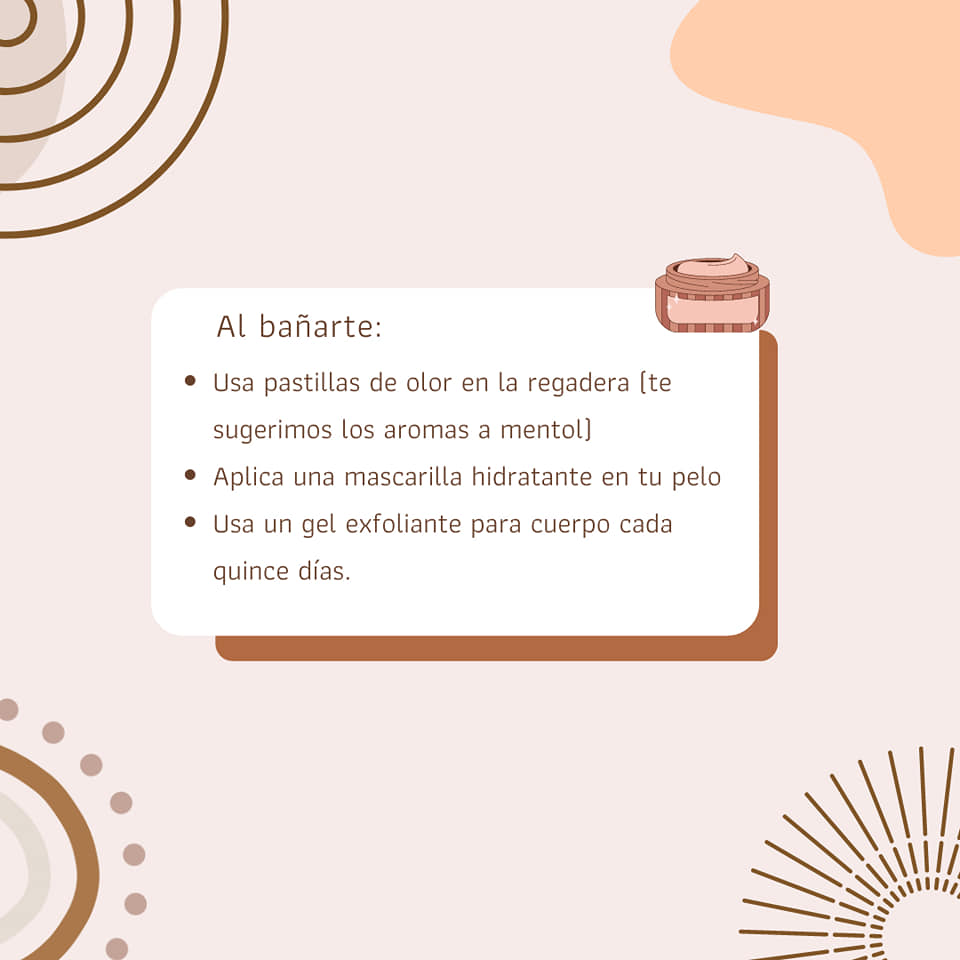 Al bañarte:
Usa pastillas de olor en la regadera (te
sugerimos los aromas a mentol)
Aplica una mascarilla hidratante en tu pelo
Usa un gel exfoliante para cuerpo cada
quince días.